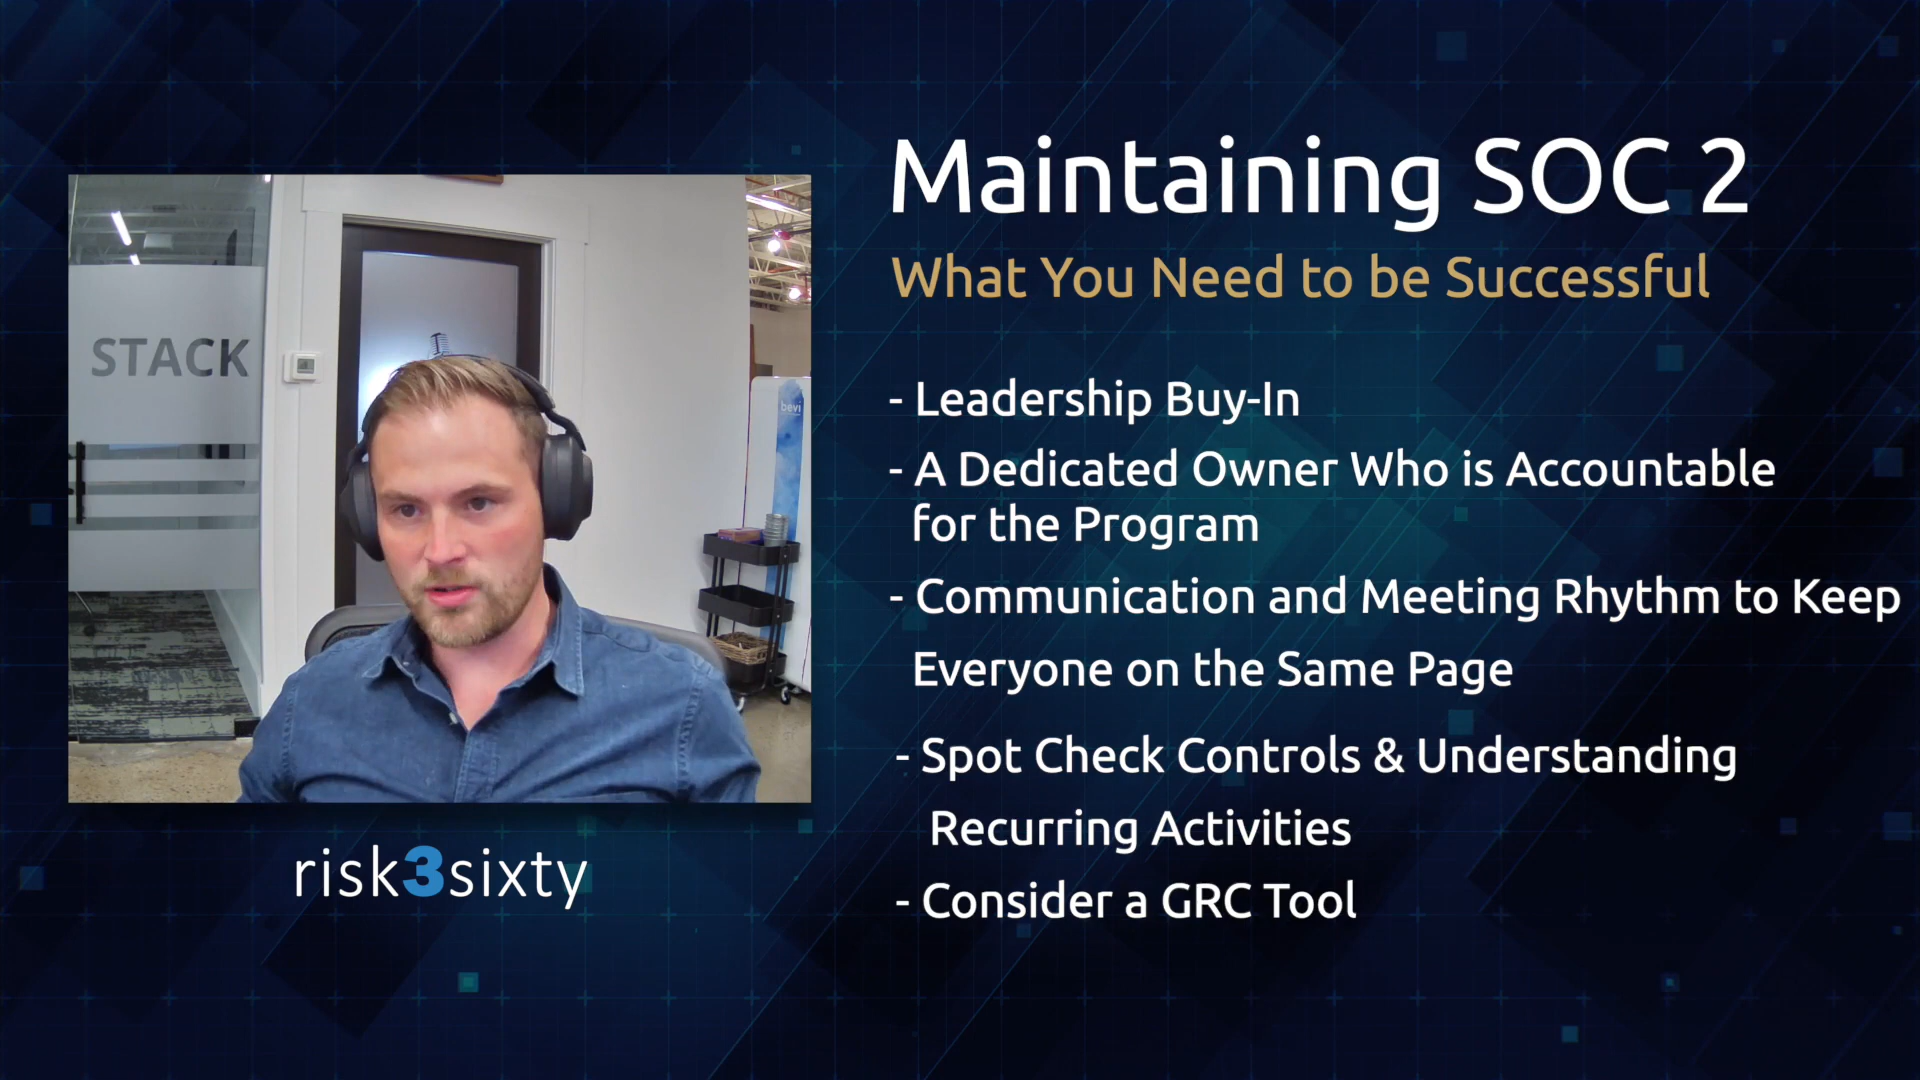 Maintaining SOC 2
What You Need to be Successful
- Leadership Buy-In
- A Dedicated Owner Who is Accountable
for the Program
- Communication and Meeting Rhythm to Keep
Everyone on the Same Page
- Spot Check Controls & Understanding
Recurring Activities
- Consider a GRC Tool
STACK
bevi
risk3sixty